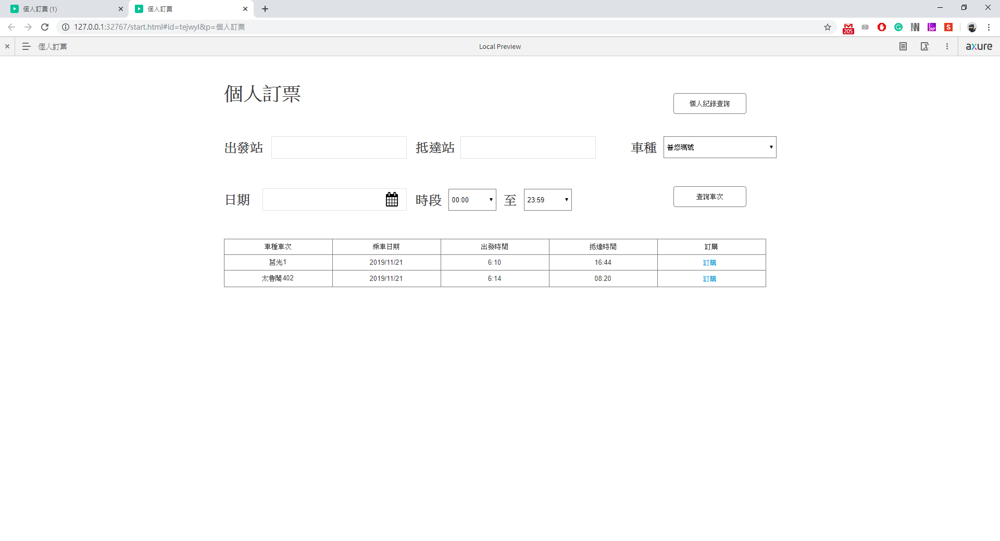 個人訂票 (1)
個人訂票
127.0.0.1:32767/start.html#id=tejwyl&p=個人訂票
205
RP
S
個人訂票
Local Preview
axure
個人訂票
個人紀錄查詢
出發站
抵達站
車種
普悠瑪號
日期
時段
00:00
至
23:59
查詢車次
車種車次 乘車日期 出發時間 抵達時間 訂購
莒光1 2019/11/21 6:10 16:44 訂購
太魯閣402 2019/11/21 6:14 08:20 訂購